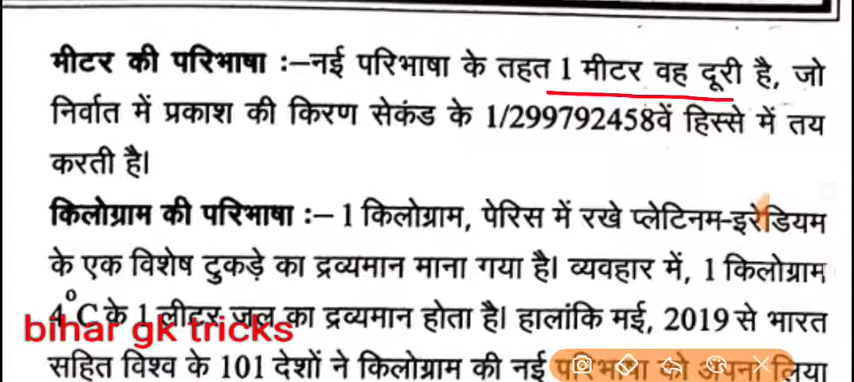 मीटर की परिभाषा :–नई परिभाषा के तहत 1 मीटर वह दूरी है, जो
निर्वात में प्रकाश की किरण सेकंड के 1/299792458वें हिस्से में तय
करती है।
किलोग्राम की परिभाषा :– 1 किलोग्राम, पेरिस में रखे प्लेटिनम-इरेडियम
के एक विशेष टुकड़े का द्रव्यमान माना गया है। व्यवहार में, 1 किलोग्राम
4°C के 1 लीटर जल का द्रव्यमान होता है। हालांकि मई, 2019 से भारत
bihar gk tricks
सहित विश्व के 101 देशों ने किलोग्राम की नई परिभाषा को अपना लिया